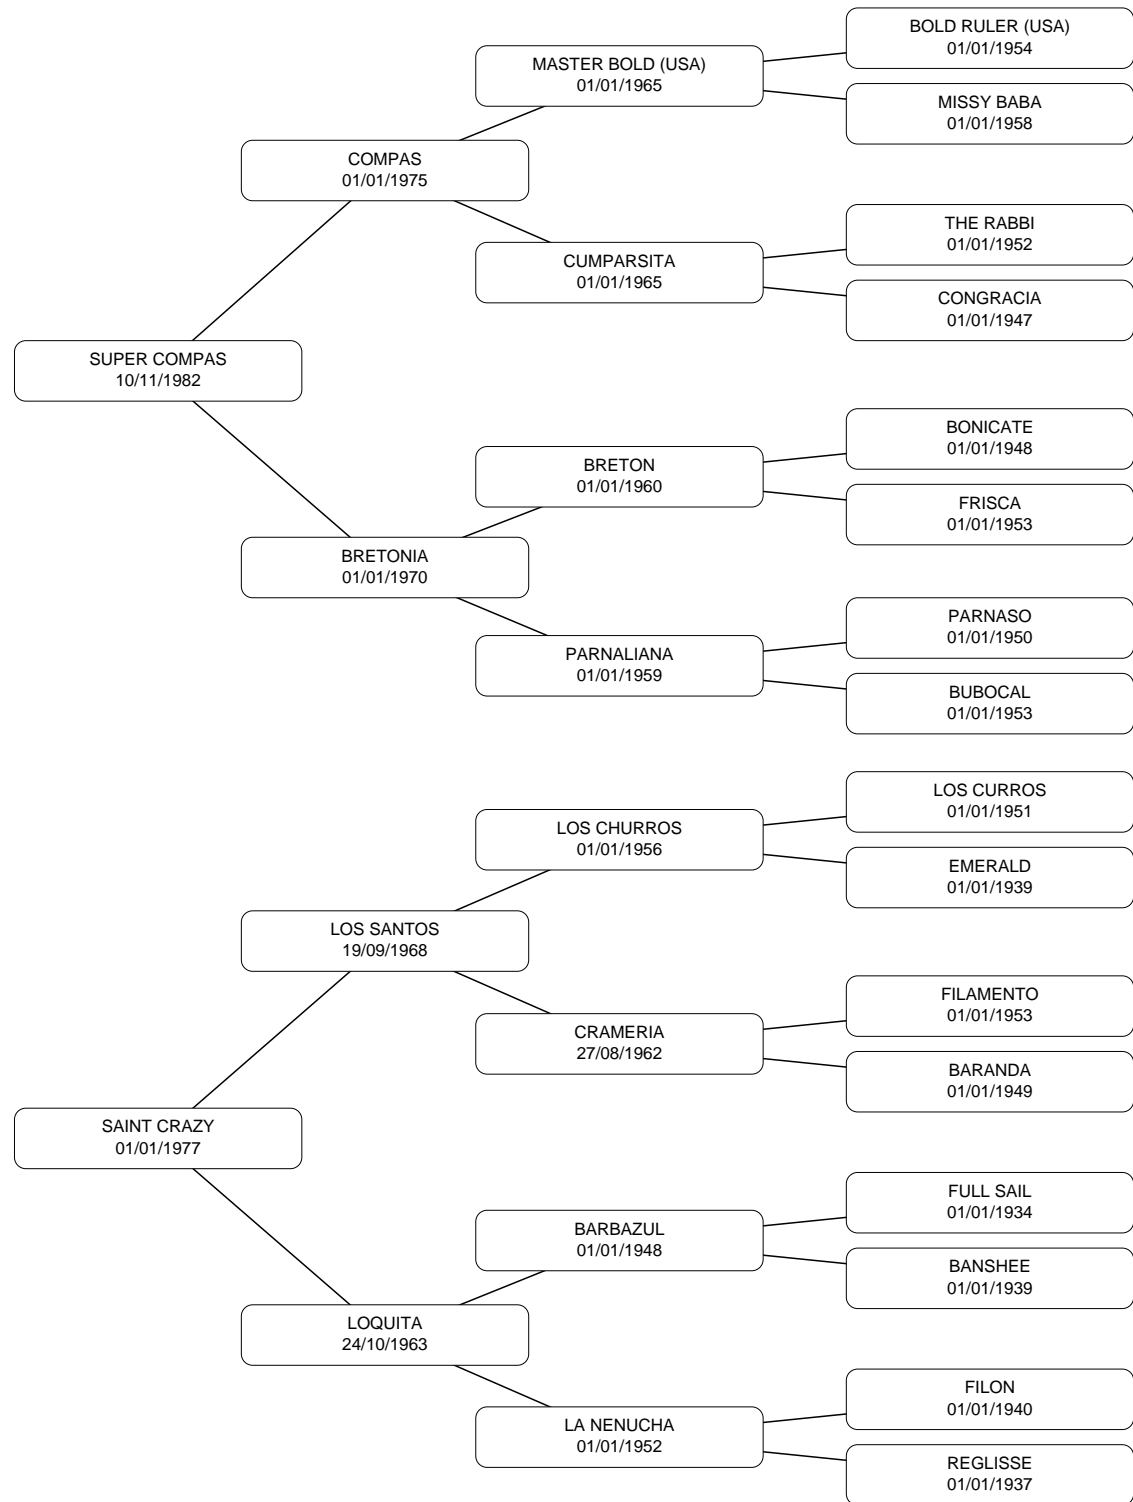 BOLD RULER (USA)
01/01/1954
MASTER BOLD (USA)
01/01/1965
MISSY BABA
01/01/1958
COMPAS
01/01/1975
THE RABBI
01/01/1952
CUMPARSITA
01/01/1965
CONGRACIA
01/01/1947
SUPER COMPAS
10/11/1982
BONICATE
01/01/1948
BRETON
01/01/1960
FRISCA
01/01/1953
BRETONIA
01/01/1970
PARNASO
01/01/1950
PARNALIANA
01/01/1959
BUBOCAL
01/01/1953
LOS CURROS
01/01/1951
LOS CHURROS
01/01/1956
EMERALD
01/01/1939
LOS SANTOS
19/09/1968
FILAMENTO
01/01/1953
CRAMERIA
27/08/1962
BARANDA
01/01/1949
SAINT CRAZY
01/01/1977
FULL SAIL
01/01/1934
BARBAZUL
01/01/1948
BANSHEE
01/01/1939
LOQUITA
24/10/1963
FILON
01/01/1940
LA NENUCHA
01/01/1952
REGLISSE
01/01/1937